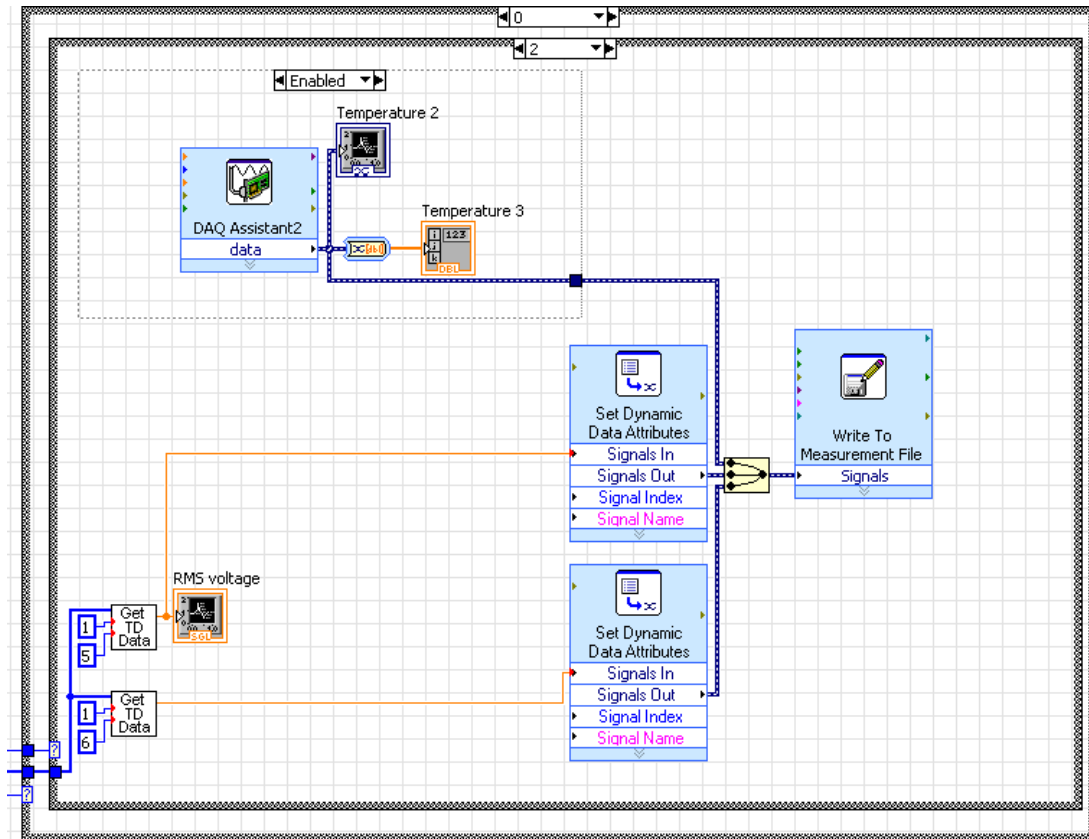 0
2
Enabled
Temperature 2
DAQ Assistant2
data
Temperature 3
123
DBL
Set Dynamic
Data Attributes
Signals In
Signals Out
Signal Index
Signal Name
Write To
Measurement File
Signals
RMS voltage
SGL
Get
TD
Data
1
5
Set Dynamic
Data Attributes
Signals In
Signals Out
Signal Index
Signal Name
Get
TD
Data
1
6
?
?